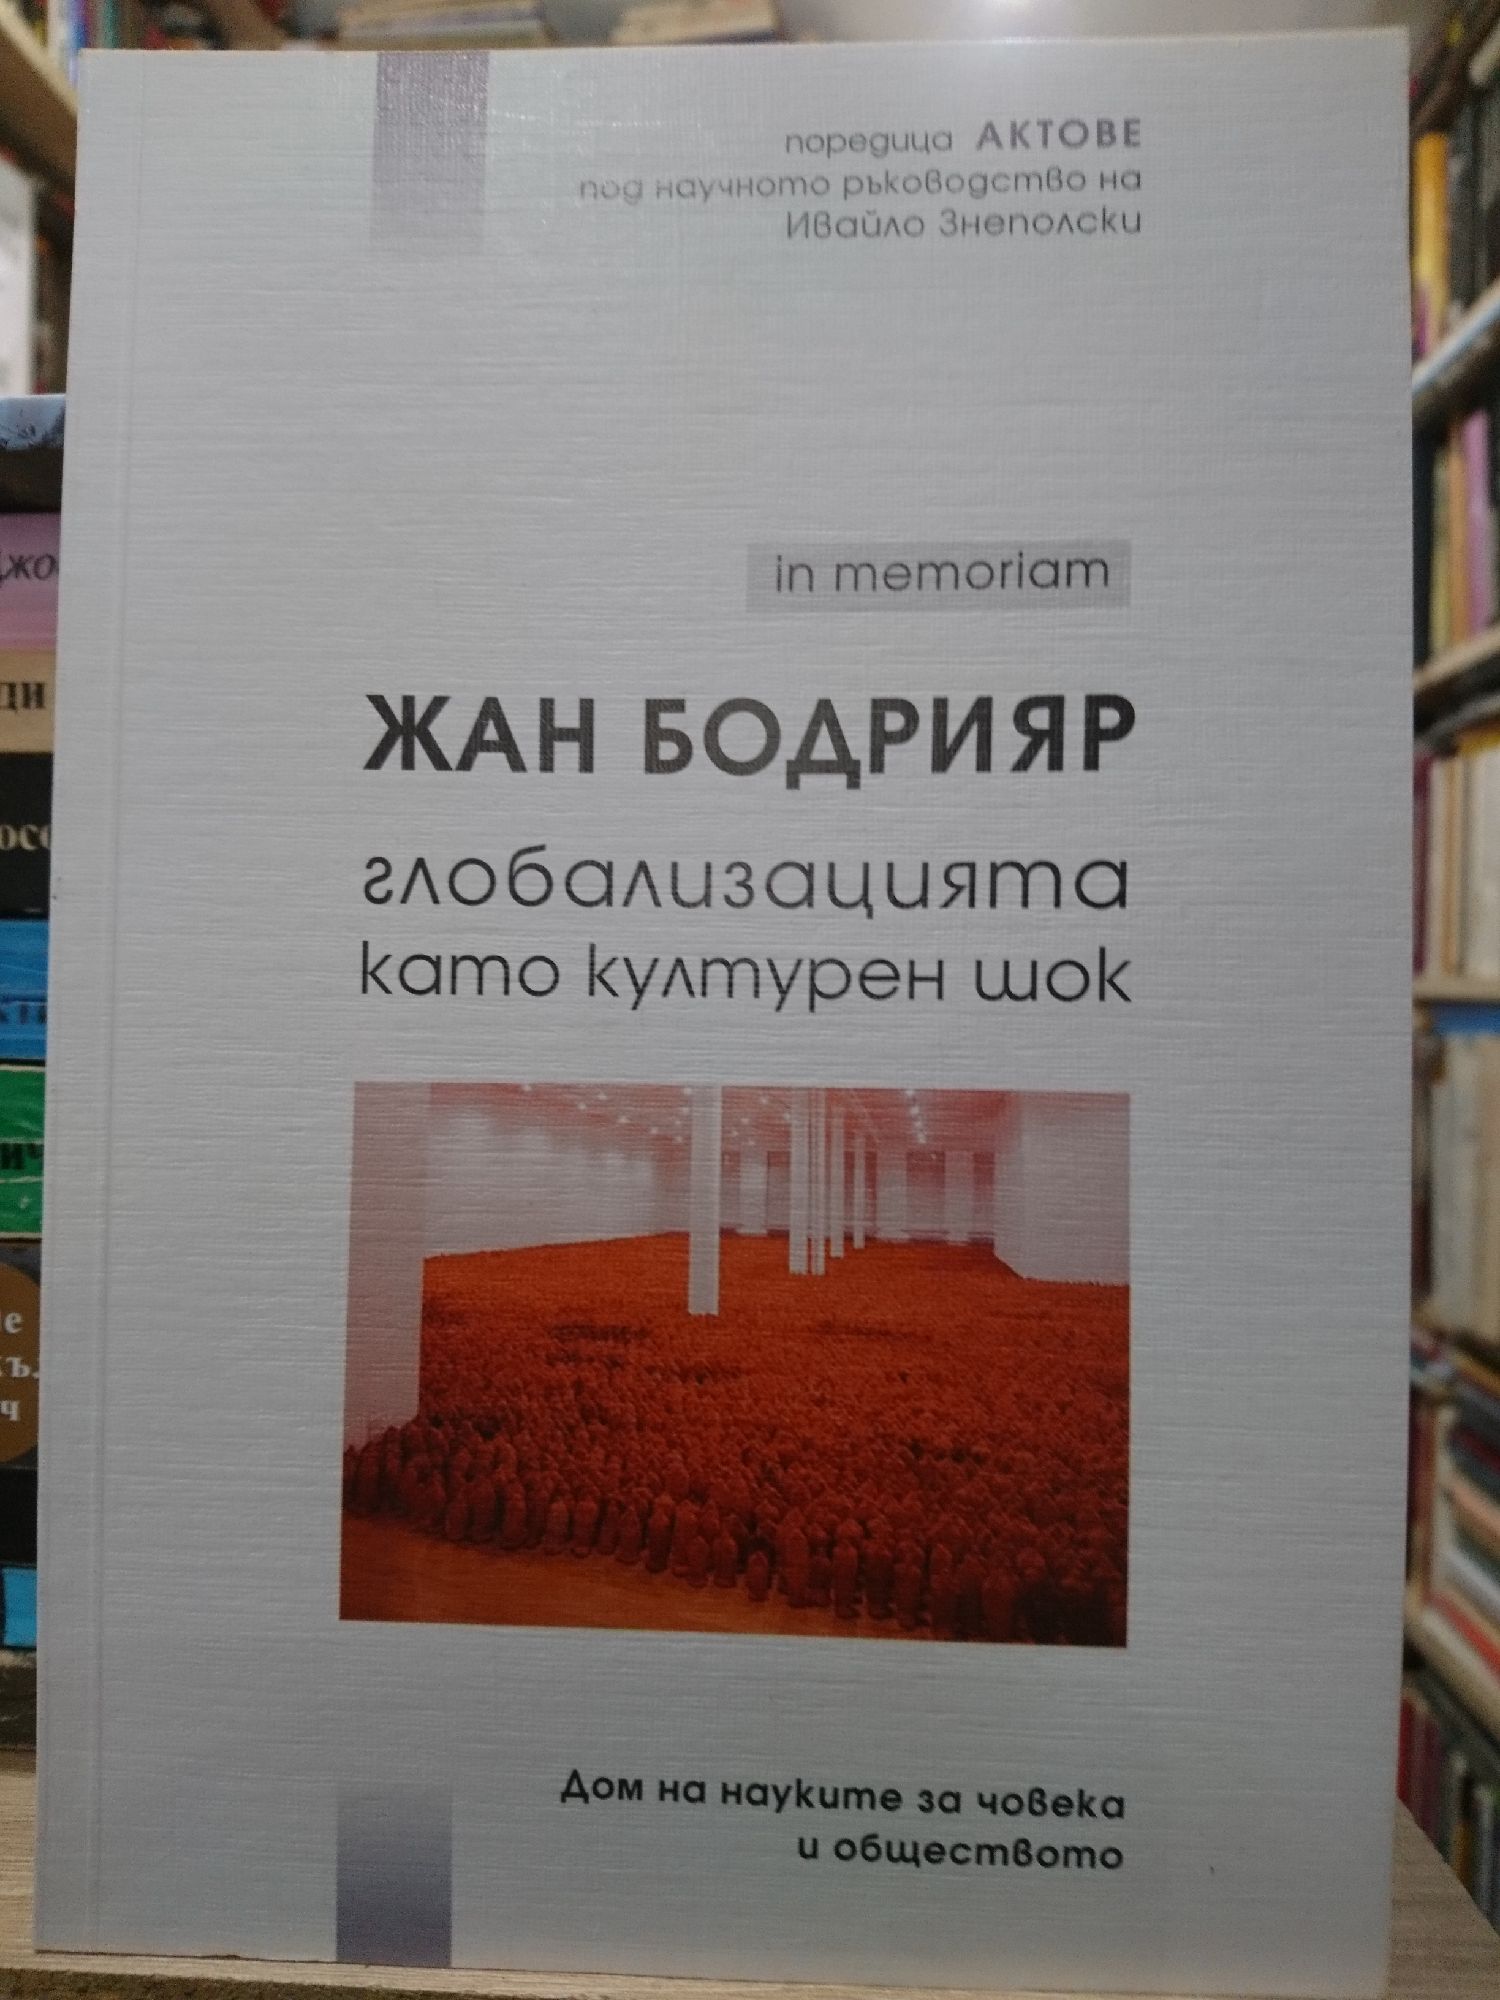 поредица АКТОВЕ
под научното ръководство на
Ивайло Знеполски
in memoriam
ЖАН БОДРИЯР
глобализацията
като културен шок
Дом на науките за човека
и обществото